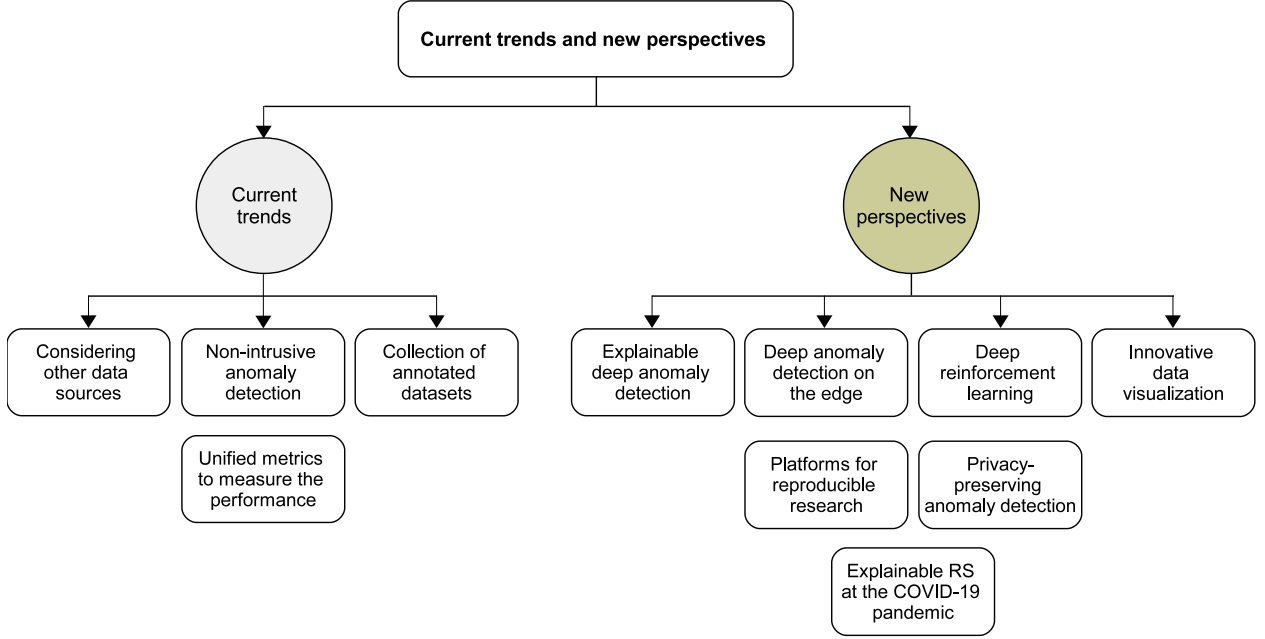 Current trends and new perspectives
Current
trends
New
perspectives
Considering
other data
sources
Non-intrusive
anomaly
detection
Collection of
annotated
datasets
Explainable
deep anomaly
detection
Deep anomaly
detection on
the edge
Deep
reinforcement
learning
Innovative
data
visualization
Unified metrics
to measure the
performance
Platforms for
reproducible
research
Privacy-
preserving
anomaly detection
Explainable RS
at the COVID-19
pandemic